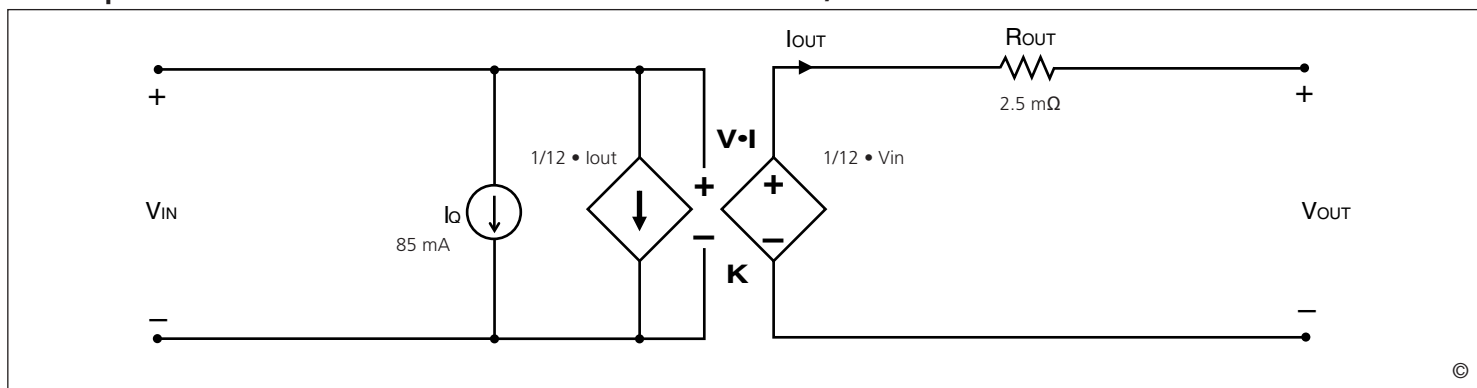 IOUT
ROUT
2.5 mΩ
+
+
V•I
1/12 • Iout
1/12 • Vin
+
+
VIN
IQ
85 mA
VOUT
–
–
K
–
–
©